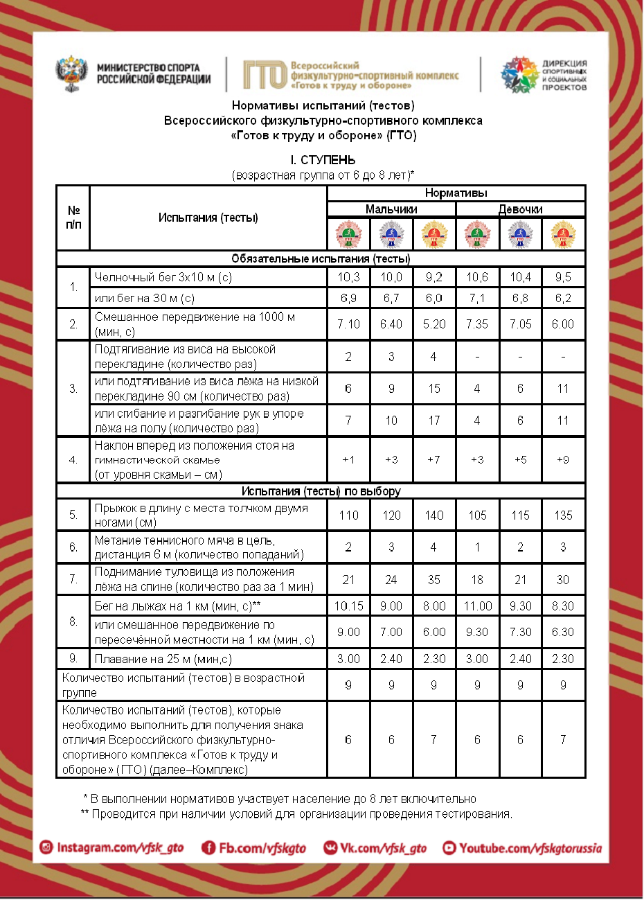 МИНИСТЕРСТВО СПОРТА
РОССИЙСКОЙ ФЕДЕРАЦИИ
ГТО
Всероссийский
физкультурно-спортивный комплекс
«Готов к труду и обороне»
ДИРЕКЦИЯ
СПОРТИВНЫХ
И СОЦИАЛЬНЫХ
ПРОЕКТОВ
Нормативы испытаний (тестов)
Всероссийского физкультурно-спортивного комплекса
«Готов к труду и обороне» (ГТО)
I. СТУПЕНЬ
(возрастная группа от 6 до 8 лет)*
№ п/п Испытания (тесты) Нормативы
Мальчики Девочки
Обязательные испытания (тесты)
1. Челночный бег 3х10 м (с) 10,3 10,0 9,2 10,6 10,4 9,5
или бег на 30 м (с) 6,9 6,7 6,0 7,1 6,8 6,2
2. Смешанное передвижение на 1000 м
(мин, с) 7.10 6.40 5.20 7.35 7.05 6.00
3. Подтягивание из виса на высокой
перекладине (количество раз) 2 3 4 - - -
или подтягивание из виса лёжа на низкой
перекладине 90 см (количество раз) 6 9 15 4 6 11
или сгибание и разгибание рук в упоре
лёжа на полу (количество раз) 7 10 17 4 6 11
4. Наклон вперед из положения стоя на
гимнастической скамье
(от уровня скамьи – см) +1 +3 +7 +3 +5 +9
Испытания (тесты) по выбору
5. Прыжок в длину с места толчком двумя
ногами (см) 110 120 140 105 115 135
6. Метание теннисного мяча в цель,
дистанция 6 м (количество попаданий) 2 3 4 1 2 3
7. Поднимание туловища из положения
лёжа на спине (количество раз за 1 мин) 21 24 35 18 21 30
8. Бег на лыжах на 1 км (мин, с)** 10.15 9.00 8.00 11.00 9.30 8.30
или смешанное передвижение по
пересечённой местности на 1 км (мин, с) 9.00 7.00 6.00 9.30 7.30 6.30
9. Плавание на 25 м (мин,с) 3.00 2.40 2.30 3.00 2.40 2.30
Количество испытаний (тестов) в возрастной
группе 9 9 9 9 9 9
Количество испытаний (тестов), которые
необходимо выполнить для получения знака
отличия Всероссийского физкультурно-
спортивного комплекса «Готов к труду и
обороне» (ГТО) (далее–Комплекс) 6 6 7 6 6 7
* В выполнении нормативов участвует население до 8 лет включительно
** Проводится при наличии условий для организации проведения тестирования.
Instagram.com/vfsk_gto Fb.com/vfskgto Vk.com/vfsk_gto Youtube.com/vfskgtorussia